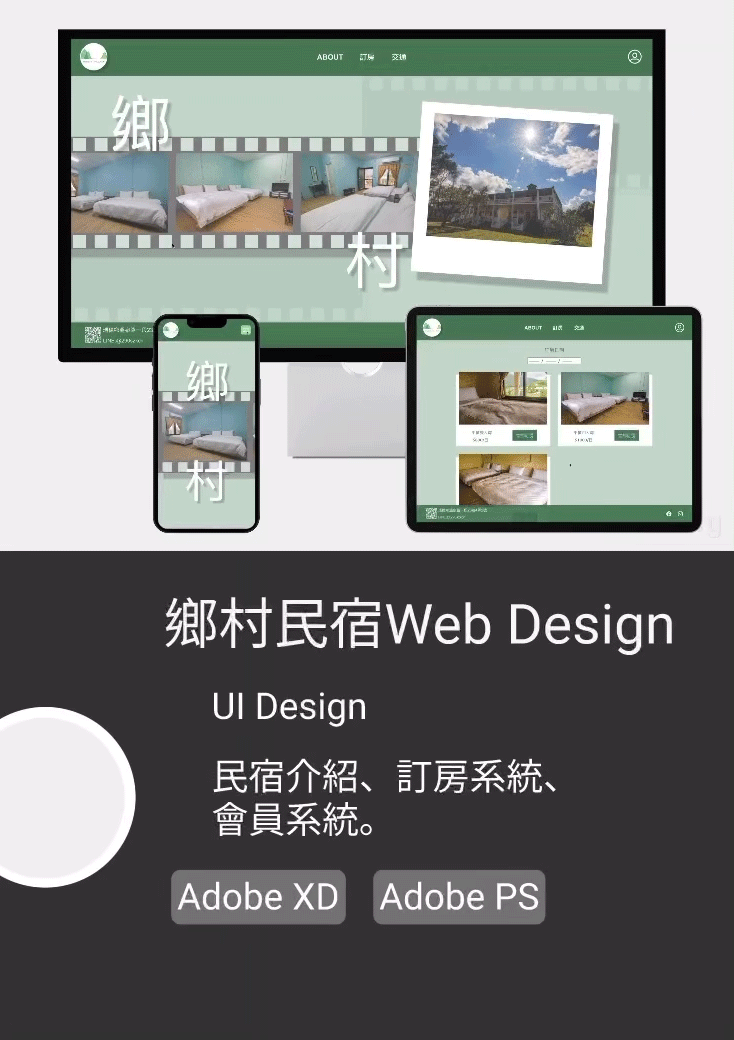 ABOUT 訂房 交通
鄉
村
鄉
村
ABOUT 訂房 交通
鄉村民宿Web Design
UI Design
民宿介紹、訂房系統、
會員系統。
Adobe XD Adobe PS